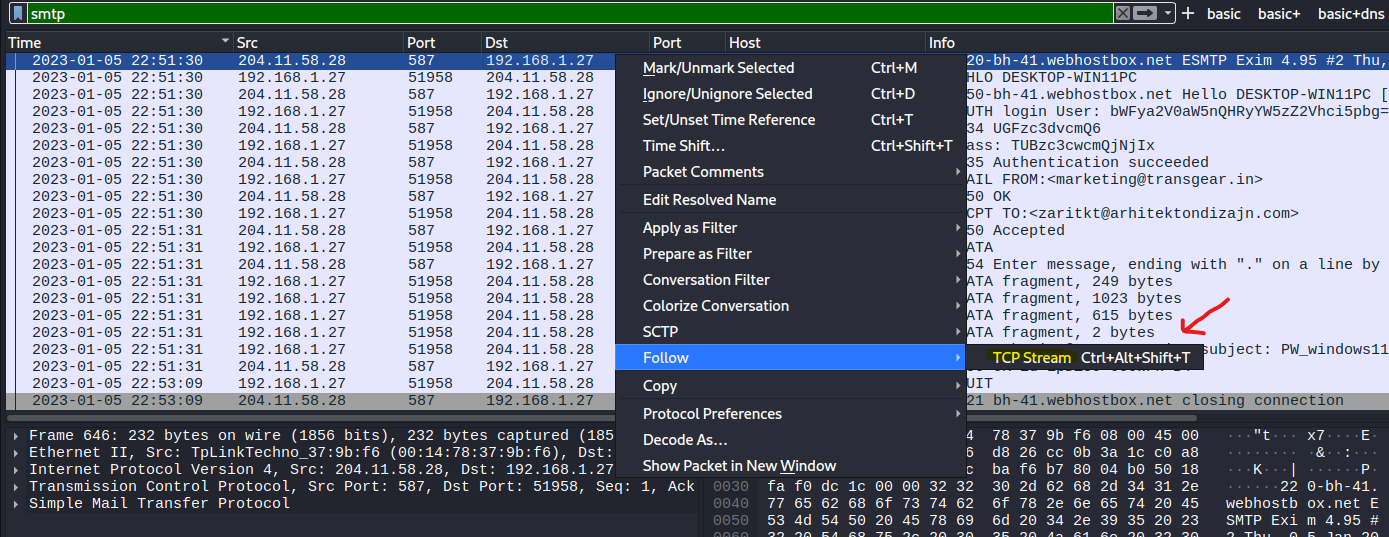 smtp
basic basic+ basic+dns
Time Src Port Dst Port Host Info
2023-01-05 22:51:30 204.11.58.28 587 192.168.1.27 20-bh-41.webhostbox.net ESMTP Exim 4.95 #2 Thu,
2023-01-05 22:51:30 192.168.1.27 51958 204.11.58.28 HLO DESKTOP-WIN11PC
2023-01-05 22:51:30 204.11.58.28 587 192.168.1.27 50-bh-41.webhostbox.net Hello DESKTOP-WIN11PC [
2023-01-05 22:51:30 192.168.1.27 51958 204.11.58.28 UTH login User: bWFya2V0aW5nQHRyYW5zZ2Vhci5pbg=
2023-01-05 22:51:30 204.11.58.28 587 192.168.1.27 34 UGFzc3dvcmQ6
2023-01-05 22:51:30 192.168.1.27 51958 204.11.58.28 ass: TUBzc3cwcmQjNjIx
2023-01-05 22:51:30 204.11.58.28 587 192.168.1.27 35 Authentication succeeded
2023-01-05 22:51:30 192.168.1.27 51958 204.11.58.28 AIL FROM:<marketing@transgear.in>
2023-01-05 22:51:30 204.11.58.28 587 192.168.1.27 50 OK
2023-01-05 22:51:30 192.168.1.27 51958 204.11.58.28 CPT TO:<zaritkt@arhitektondizajn.com>
2023-01-05 22:51:31 204.11.58.28 587 192.168.1.27 50 Accepted
2023-01-05 22:51:31 192.168.1.27 51958 204.11.58.28 ATA
2023-01-05 22:51:31 204.11.58.28 587 192.168.1.27 54 Enter message, ending with "." on a line by
2023-01-05 22:51:31 192.168.1.27 51958 204.11.58.28 ATA fragment, 249 bytes
2023-01-05 22:51:31 192.168.1.27 51958 204.11.58.28 ATA fragment, 1023 bytes
2023-01-05 22:51:31 192.168.1.27 51958 204.11.58.28 ATA fragment, 615 bytes
2023-01-05 22:51:31 192.168.1.27 51958 204.11.58.28 ATA fragment, 2 bytes
2023-01-05 22:51:31 192.168.1.27 51958 204.11.58.28 subject: PW_windows11
2023-01-05 22:51:31 204.11.58.28 587 192.168.1.27
2023-01-05 22:53:09 192.168.1.27 51958 204.11.58.28 UIT
2023-01-05 22:53:09 204.11.58.28 587 192.168.1.27 21 bh-41.webhostbox.net closing connection
Mark/Unmark Selected Ctrl+M
Ignore/Unignore Selected Ctrl+D
Set/Unset Time Reference Ctrl+T
Time Shift... Ctrl+Shift+T
Packet Comments
Edit Resolved Name
Apply as Filter
Prepare as Filter
Conversation Filter
Colorize Conversation
SCTP
Follow
TCP Stream Ctrl+Alt+Shift+T
Copy
Protocol Preferences
Decode As...
Show Packet in New Window
Frame 646: 232 bytes on wire (1856 bits), 232 bytes captured (185
Ethernet II, Src: TpLinkTechno_37:9b:f6 (00:14:78:37:9b:f6), Dst:
Internet Protocol Version 4, Src: 204.11.58.28, Dst: 192.168.1.27
Transmission Control Protocol, Src Port: 587, Dst Port: 51958, Seq: 1, Ack
Simple Mail Transfer Protocol
4 78 37 9b f6 08 00 45 00 ···"t· x7····E·
6 d8 26 cc 0b 3a 1c c0 a8
c ba f6 b7 80 04 b0 50 18
0030 fa f0 dc 1c 00 00 32 32 30 2d 62 68 2d 34 31 2e ······22 0-bh-41.
0040 77 65 62 68 6f 73 74 62 6f 78 2e 6e 65 74 20 45 webhostb ox.net E
0050 53 4d 54 50 20 45 78 69 6d 20 34 2e 39 35 20 23 SMTP Exi m 4.95 #